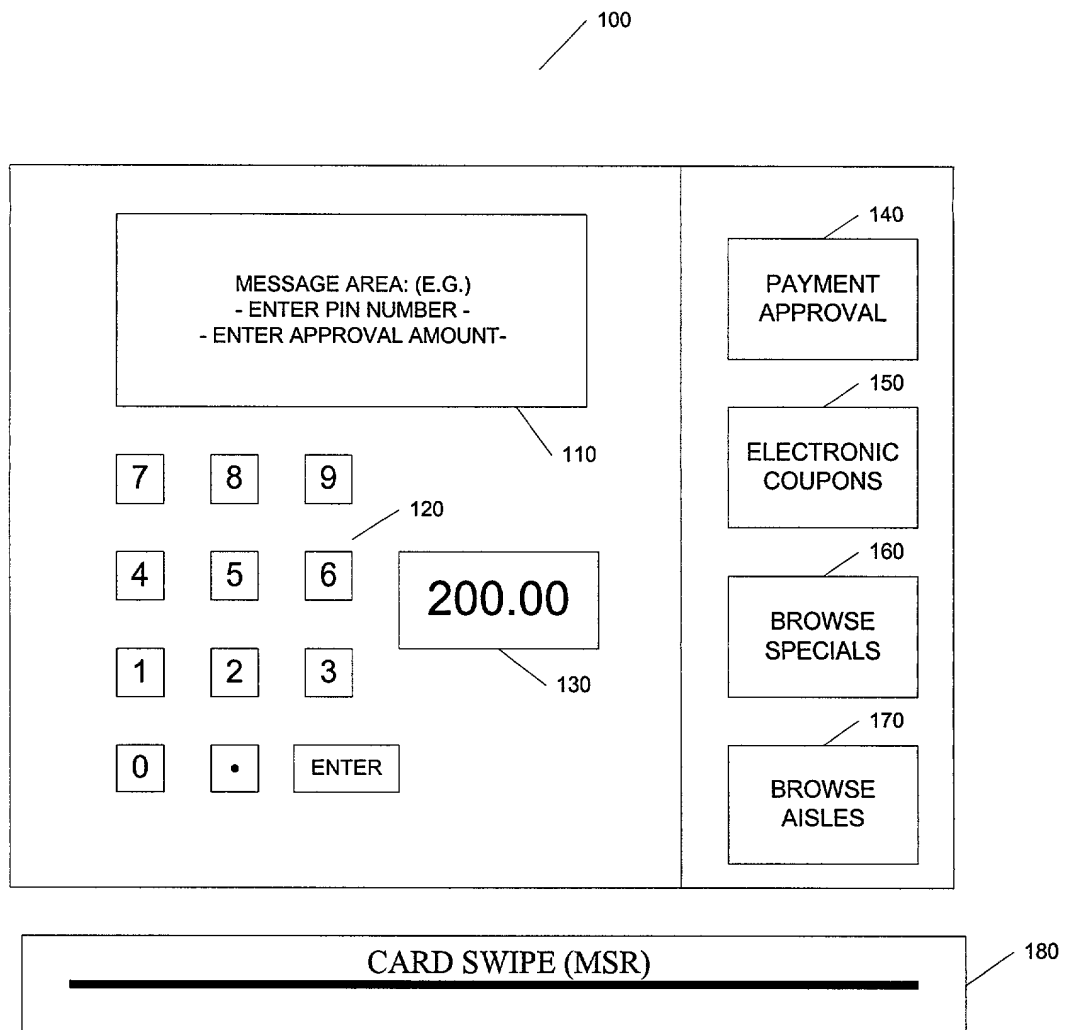 100
140
MESSAGE AREA: (E.G.)
- ENTER PIN NUMBER -
- ENTER APPROVAL AMOUNT-
PAYMENT
APPROVAL
150
110
ELECTRONIC
COUPONS
7 8 9
120
4 5 6
200.00
160
BROWSE
SPECIALS
1 2 3
130
170
0 • ENTER
BROWSE
AISLES
CARD SWIPE (MSR)
180